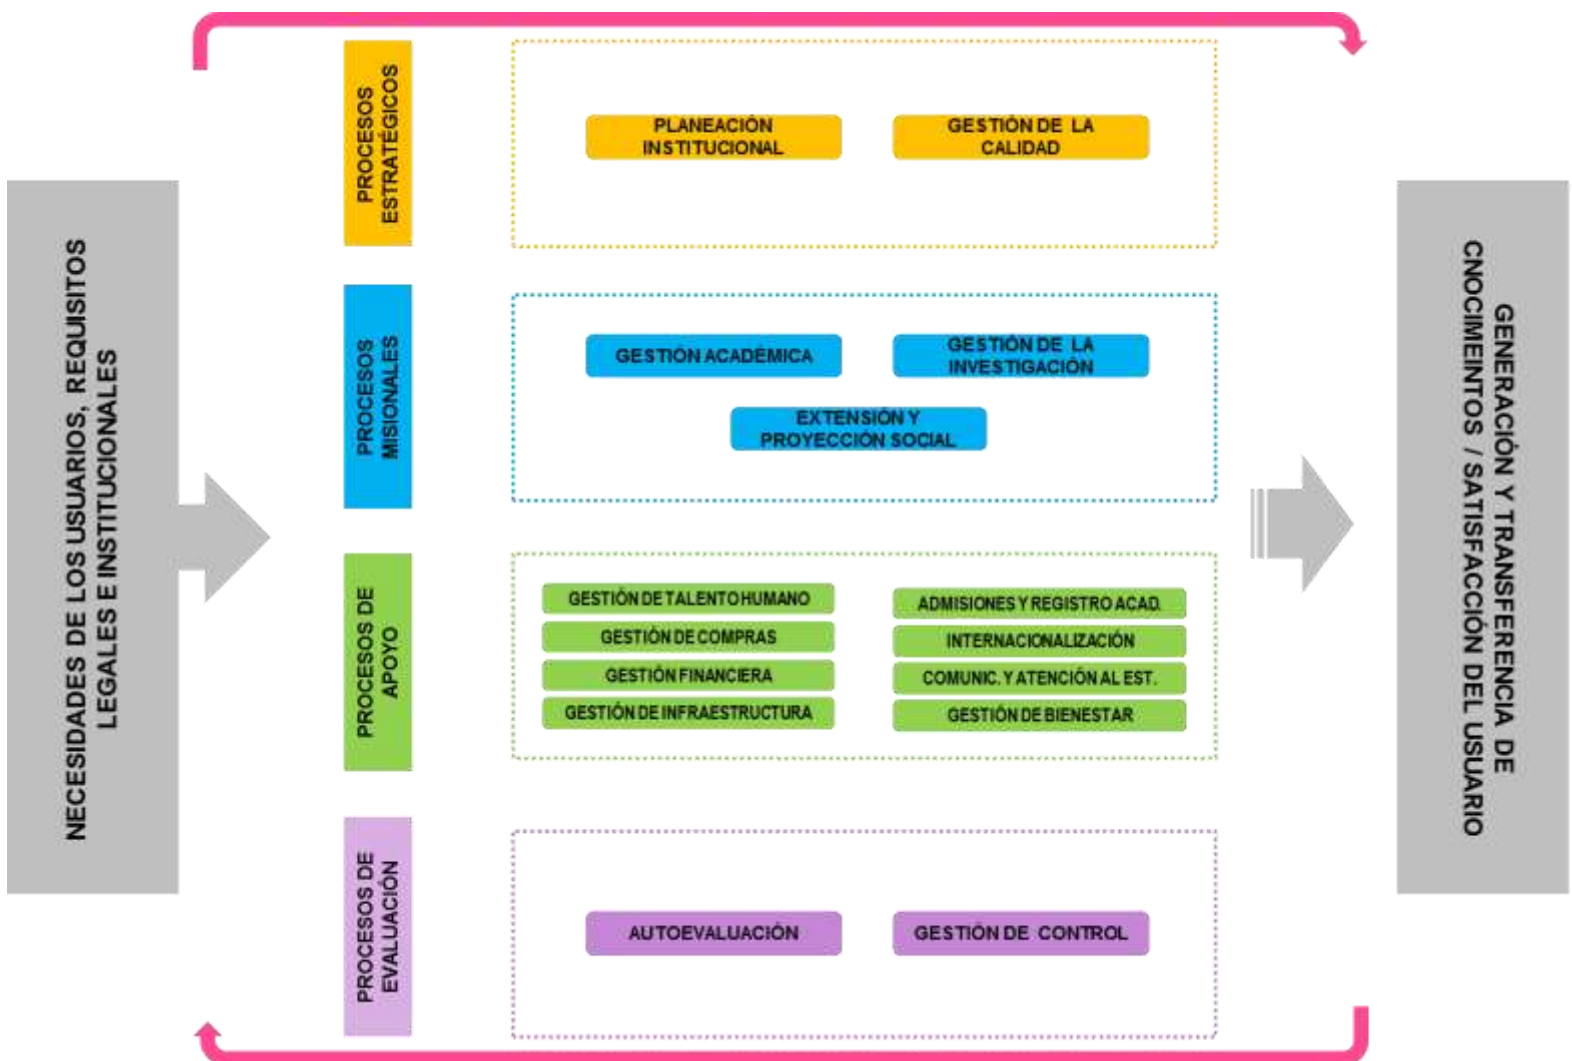 NECESIDADES DE LOS USUARIOS, REQUISITOS
LEGALES E INSTITUCIONALES
PROCESOS
ESTRATÉGICOS
PLANEACIÓN
INSTITUCIONAL
GESTIÓN DE LA
CALIDAD
PROCESOS
MISIONALES
GESTIÓN ACADÉMICA
GESTIÓN DE LA
INVESTIGACIÓN
EXTENSIÓN Y
PROYECCIÓN SOCIAL
PROCESOS DE
APOYO
GESTIÓN DE TALENTO HUMANO
GESTIÓN DE COMPRAS
GESTIÓN FINANCIERA
GESTIÓN DE INFRAESTRUCTURA
ADMISIONES Y REGISTRO ACAD.
INTERNACIONALIZACIÓN
COMUNIC. Y ATENCIÓN AL EST.
GESTIÓN DE BIENESTAR
PROCESOS DE
EVALUACIÓN
AUTOEVALUACIÓN
GESTIÓN DE CONTROL
GENERACIÓN Y TRANSFERENCIA DE
CNOCIMEINTOS / SATISFACCIÓN DEL USUARIO